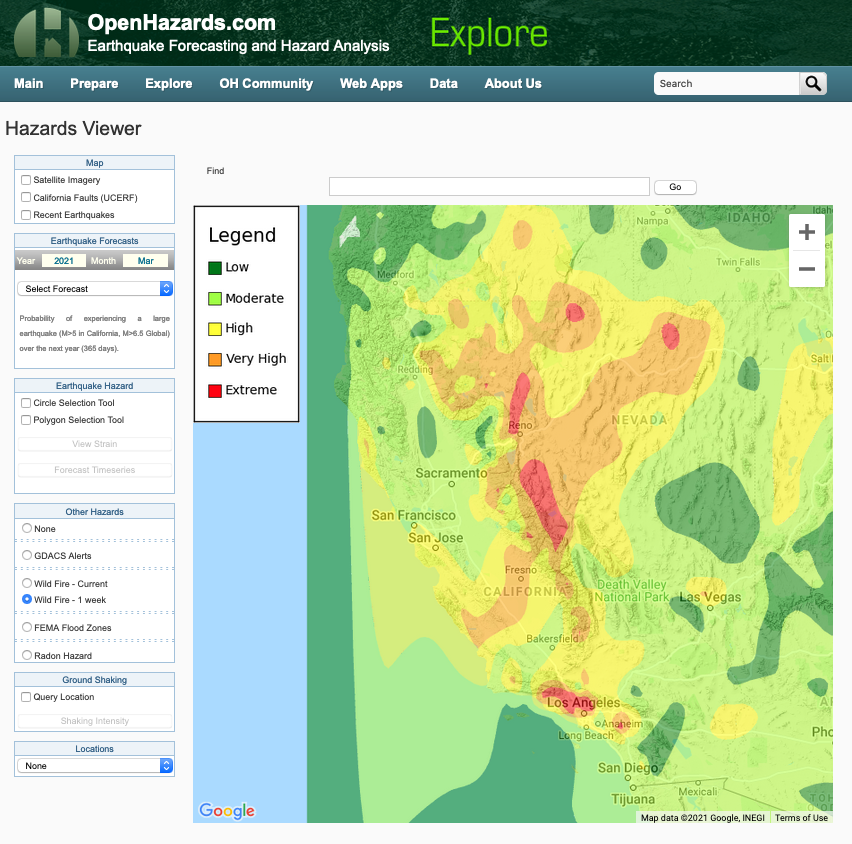 OpenHazards.com
Earthquake Forecasting and Hazard Analysis
Explore
Main Prepare Explore OH Community Web Apps Data About Us Search
Hazards Viewer
Map
Satellite Imagery
California Faults (UCERF)
Recent Earthquakes
Earthquake Forecasts
Year 2021 Month Mar
Select Forecast
Probability of experiencing a large
earthquake (M>5 in California, M>6.5 Global)
over the next year (365 days).
Earthquake Hazard
Circle Selection Tool
Polygon Selection Tool
View Strain
Forecast Timeseries
Other Hazards
None
GDACS Alerts
Wild Fire - Current
Wild Fire - 1 week
FEMA Flood Zones
Radon Hazard
Ground Shaking
Query Location
Shaking Intensity
Locations
None
Find
Go
Legend
Low
Moderate
High
Very High
Extreme
IDAHO
Idaho
Nampa
Twin Falls
Medford
Redding
Salt
Reno
NEVADA
Sacramento
San Francisco
San Jose
Fresno
CALIFORNIA
Death Valley
National Park
Las Vegas
Bakersfield
Los Angeles
Anaheim
Long Beach
San Diego
Tijuana
Mexicali
Pho
Google
Map data ©2021 Google, INEGI Terms of Use